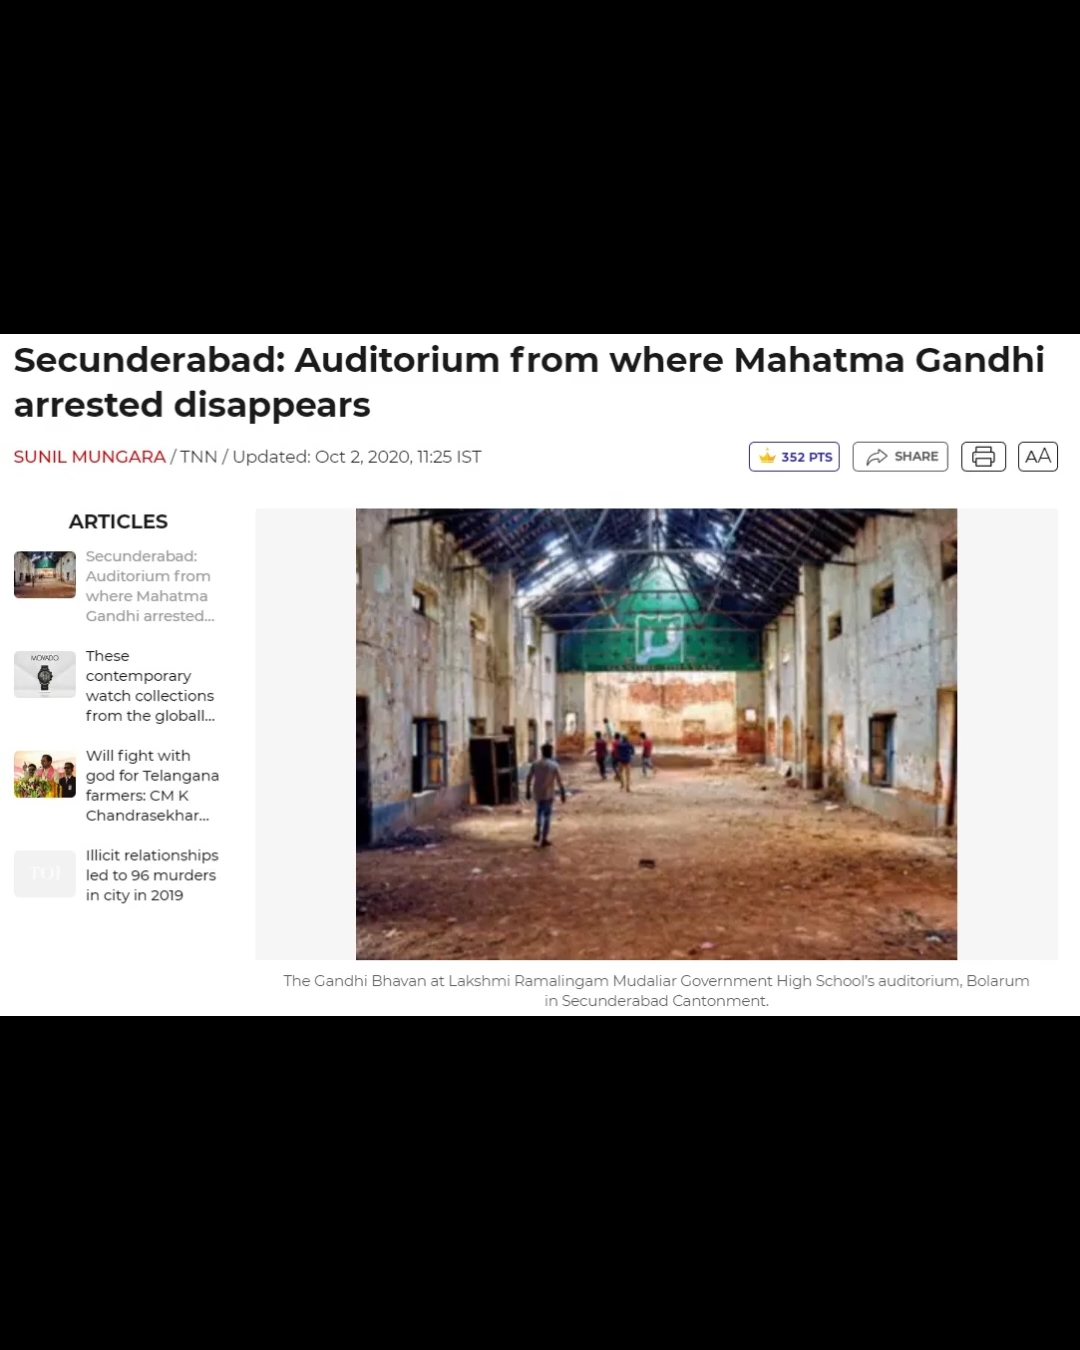 Secunderabad: Auditorium from where Mahatma Gandhi
arrested disappears
SUNIL MUNGARA / TNN / Updated: Oct 2, 2020, 11:25 IST
352 PTS
SHARE
AA
ARTICLES
Secunderabad:
Auditorium from
where Mahatma
Gandhi arrested...
MOVADO
These
contemporary
watch collections
from the globall...
Will fight with
god for Telangana
farmers: CM K
Chandrasekhar...
TOI
Illicit relationships
led to 96 murders
in city in 2019
The Gandhi Bhavan at Lakshmi Ramalingam Mudaliar Government High School's auditorium, Bolarum
in Secunderabad Cantonment.